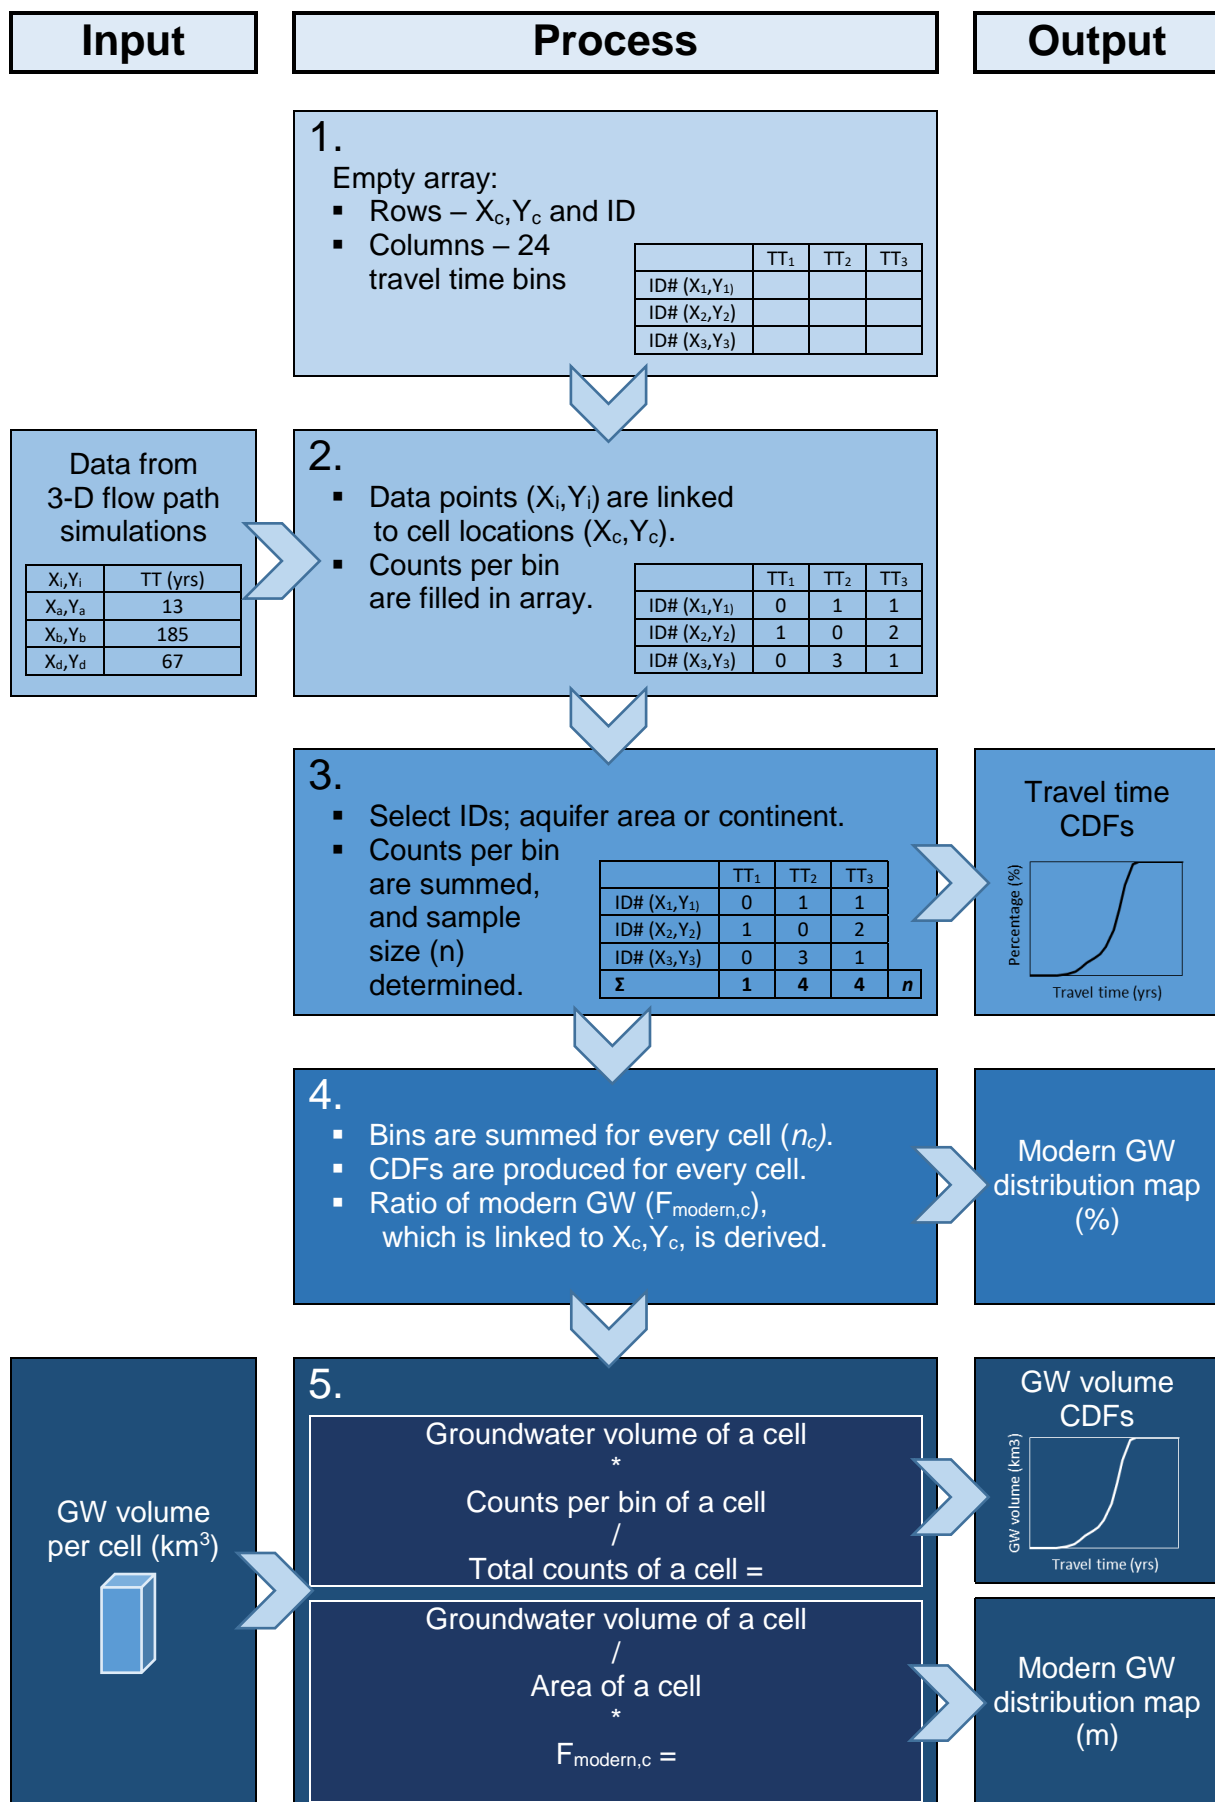 Input
Process
Output
1.
Empty array:
▪ Rows – Xc,Yc and ID
▪ Columns – 24
travel time bins
TT1 TT2 TT3
ID# (X1,Y1)
ID# (X2,Y2)
ID# (X3,Y3)
Data from
3-D flow path
simulations
Xi,Yi TT (yrs)
Xa,Ya 13
Xb,Yb 185
Xd,Yd 67
2.
▪ Data points (Xi,Yi) are linked
to cell locations (Xc,Yc).
▪ Counts per bin
are filled in array.
TT1 TT2 TT3
ID# (X1,Y1) 0 1 1
ID# (X2,Y2) 1 0 2
ID# (X3,Y3) 0 3 1
3.
▪ Select IDs; aquifer area or continent.
▪ Counts per bin
are summed,
and sample
size (n)
determined.
TT1 TT2 TT3
ID# (X1,Y1) 0 1 1
ID# (X2,Y2) 1 0 2
ID# (X3,Y3) 0 3 1
Σ 1 4 4 n
Travel time
CDFs
Percentage (%)
Travel time (yrs)
4.
▪ Bins are summed for every cell (nc).
▪ CDFs are produced for every cell.
▪ Ratio of modern GW (Fmodern,c),
which is linked to Xc,Yc, is derived.
Modern GW
distribution map
(%)
GW volume
per cell (km³)
5.
Groundwater volume of a cell
*
Counts per bin of a cell
/
Total counts of a cell =
Groundwater volume of a cell
/
Area of a cell
*
Fmodern,c =
GW volume
CDFs
GW volume (km3)
Travel time (yrs)
Modern GW
distribution map
(m)